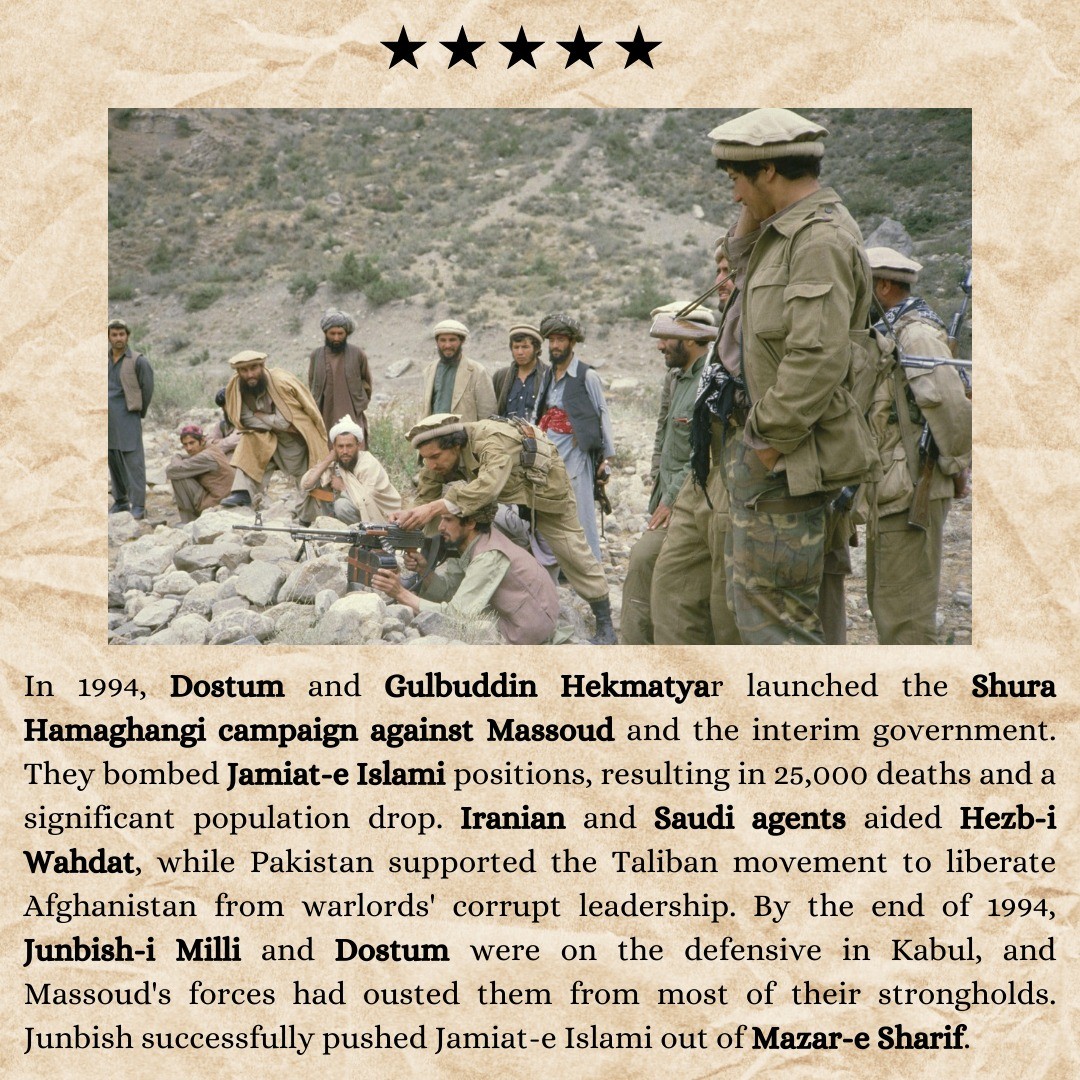 In 1994, Dostum and Gulbuddin Hekmatyar launched the Shura
Hamaghangi campaign against Massoud and the interim government.
They bombed Jamiat-e Islami positions, resulting in 25,000 deaths and a
significant population drop. Iranian and Saudi agents aided Hezb-i
Wahdat, while Pakistan supported the Taliban movement to liberate
Afghanistan from warlords' corrupt leadership. By the end of 1994,
Junbish-i Milli and Dostum were on the defensive in Kabul, and
Massoud's forces had ousted them from most of their strongholds.
Junbish successfully pushed Jamiat-e Islami out of Mazar-e Sharif.